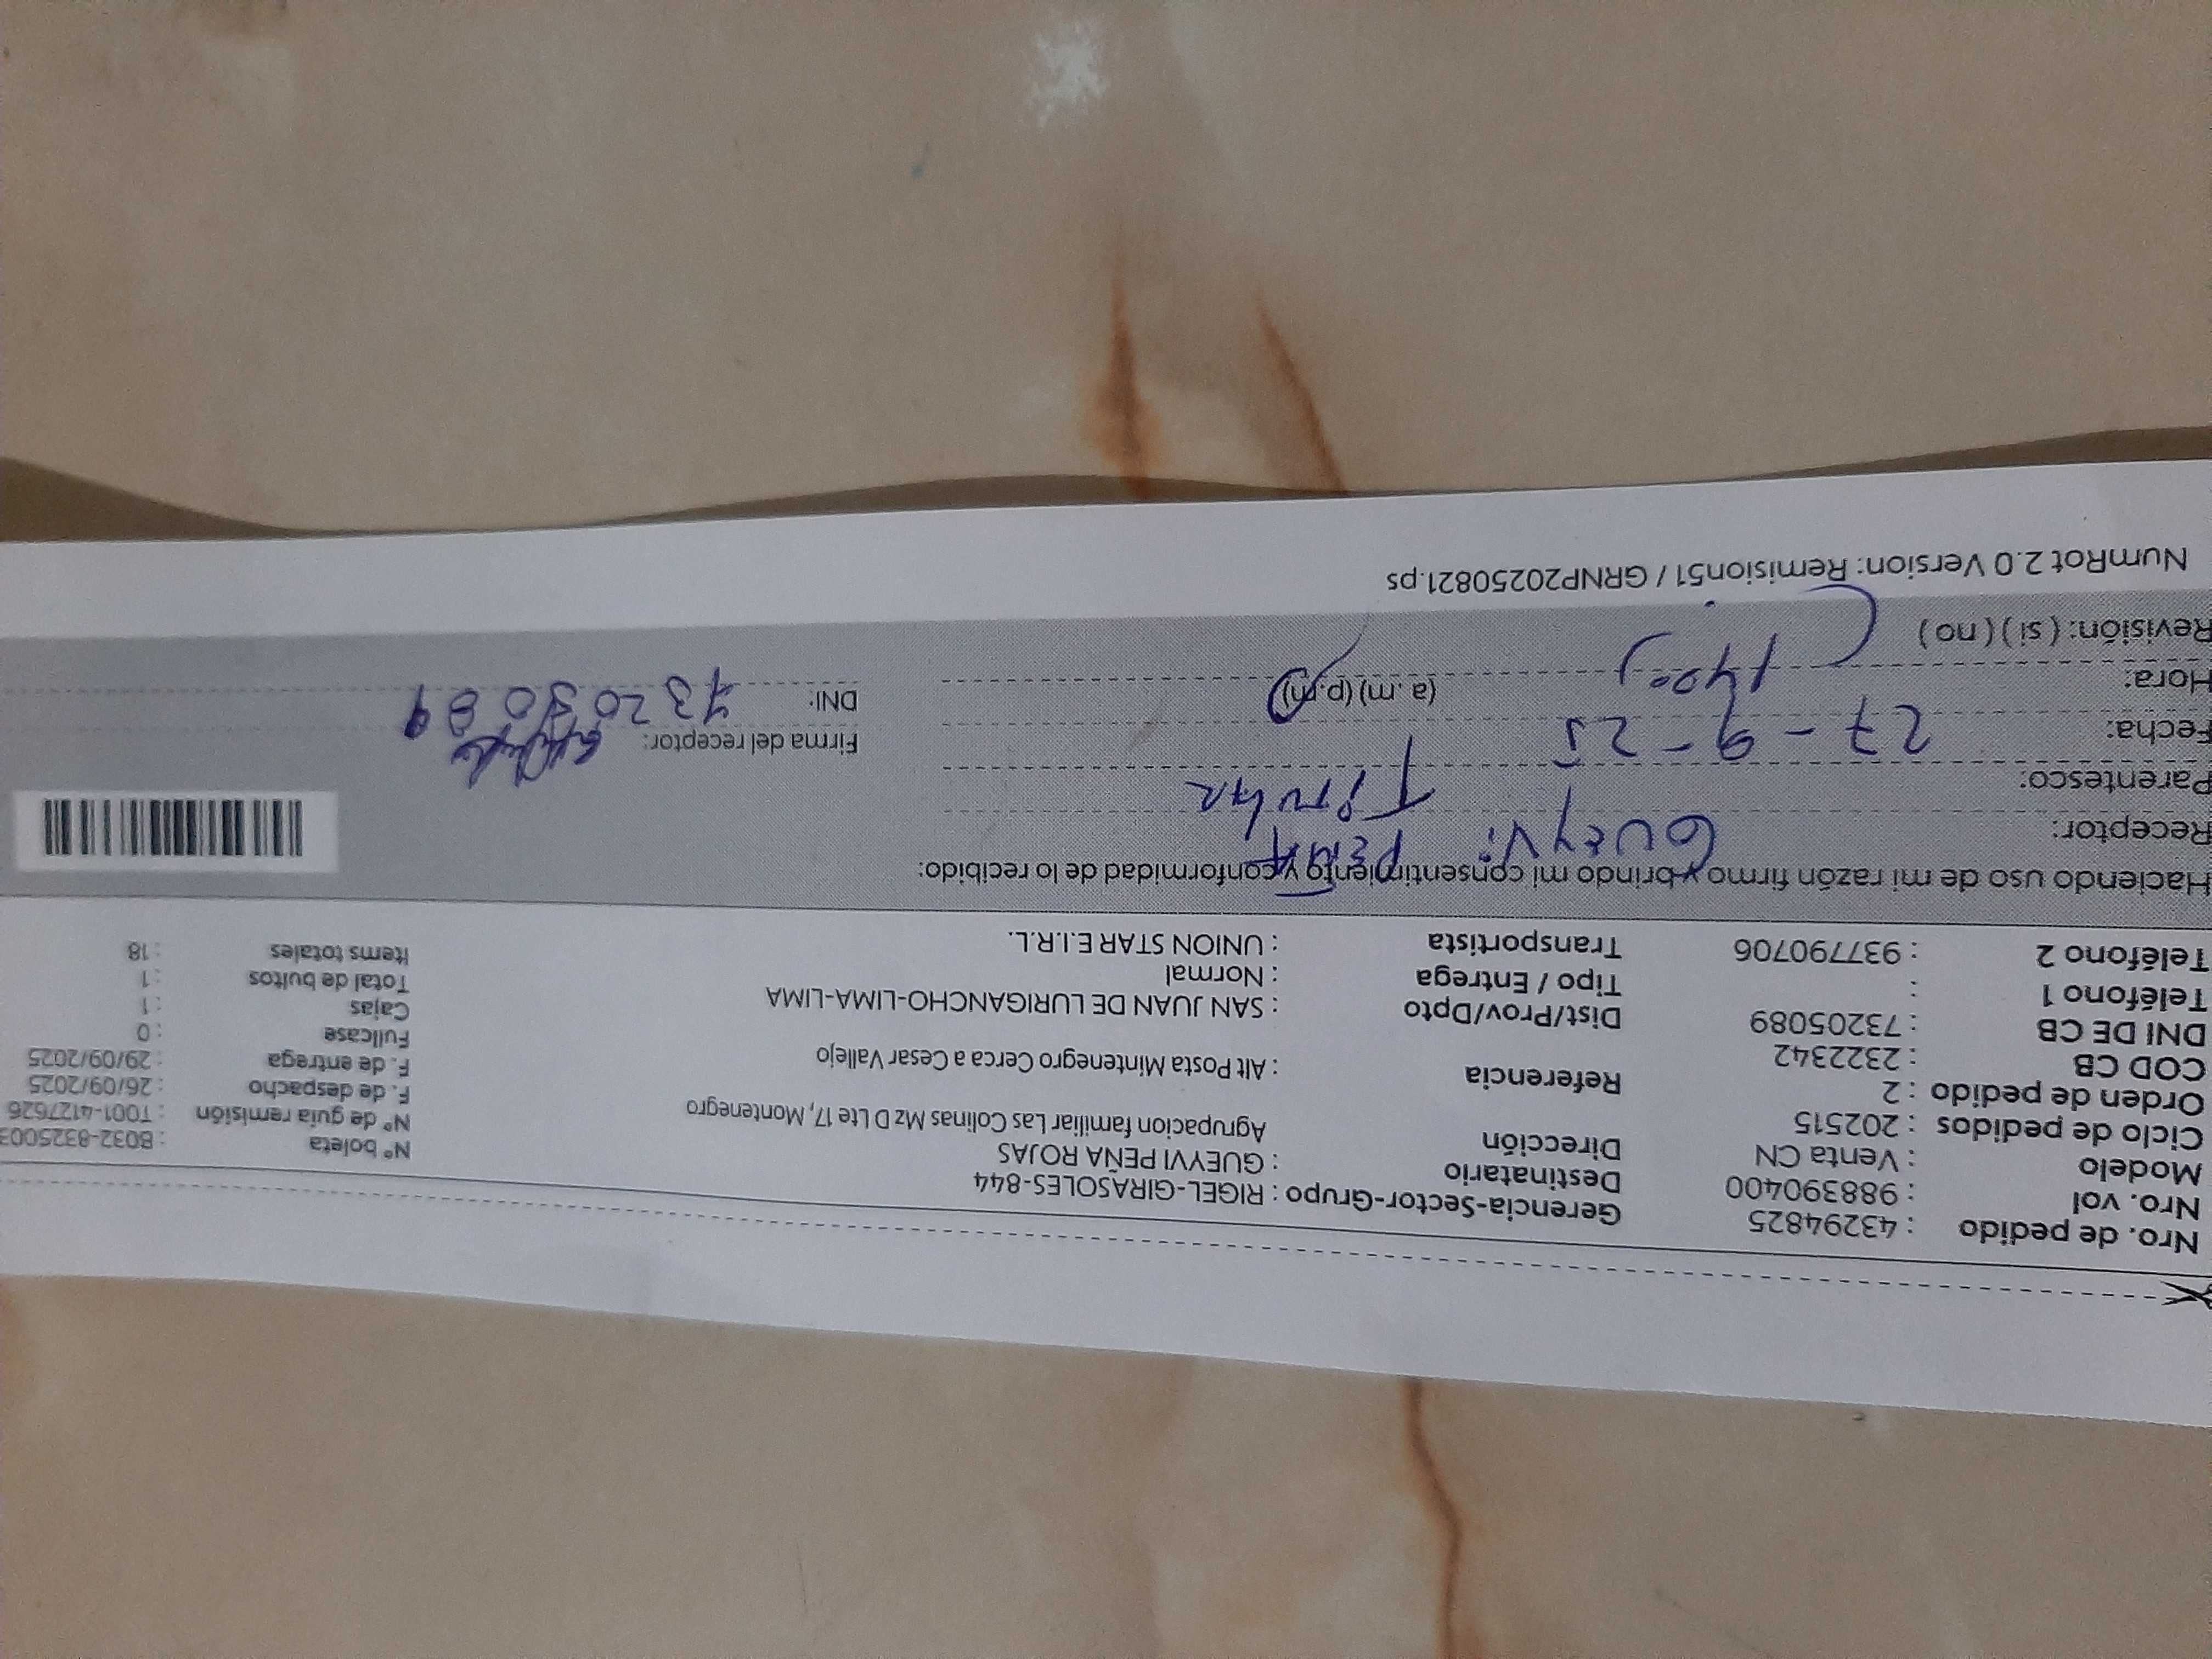 Nro. de pedido : 43294825 Gerencia-Sector-Grupo : RIGEL-GIRASOLES-844
Nro. vol : 988390400 Destinatario : GUEYVI PEÑA ROJAS Nº boleta : B032-8325003
Modelo : Venta CN Dirección Agrupacion familiar Las Colinas Mz D Lte 17, Montenegro Nº de guia remisión : T001-4127626
Ciclo de pedidos : 202515 F. de despacho : 26/09/2025
Orden de pedido : 2 Referencia : Alt Posta Mintenegro Cerco a Cesar Vallejo F. de entrega : 29/09/2025
COD CB : 2322342 Fullcase : 0
DNI DE CB : 73205089 Dist/Prov/Dpto : SAN JUAN DE LURIGANCHO-LIMA-LIMA Cajas : 1
Teléfono 1 : Tipo / Entrega : Normal Total de bultos : 1
Teléfono 2 : 937790706 Transportista : UNION STAR E.I.R.L. Items totales : 18
Haciendo uso de mi razón firmo y brindo mi consentimiento y conformidad de lo recibido:
Receptor: Gueyvi PEÑA
Parentesco: Titular
Fecha: 27-9-25 Firma del receptor:
Hora: (a.m) (p.m) DNI: 73205089
Revisión: (si) (no)
NumRot 2.0 Version: Remision51 / GRNP20250821.ps